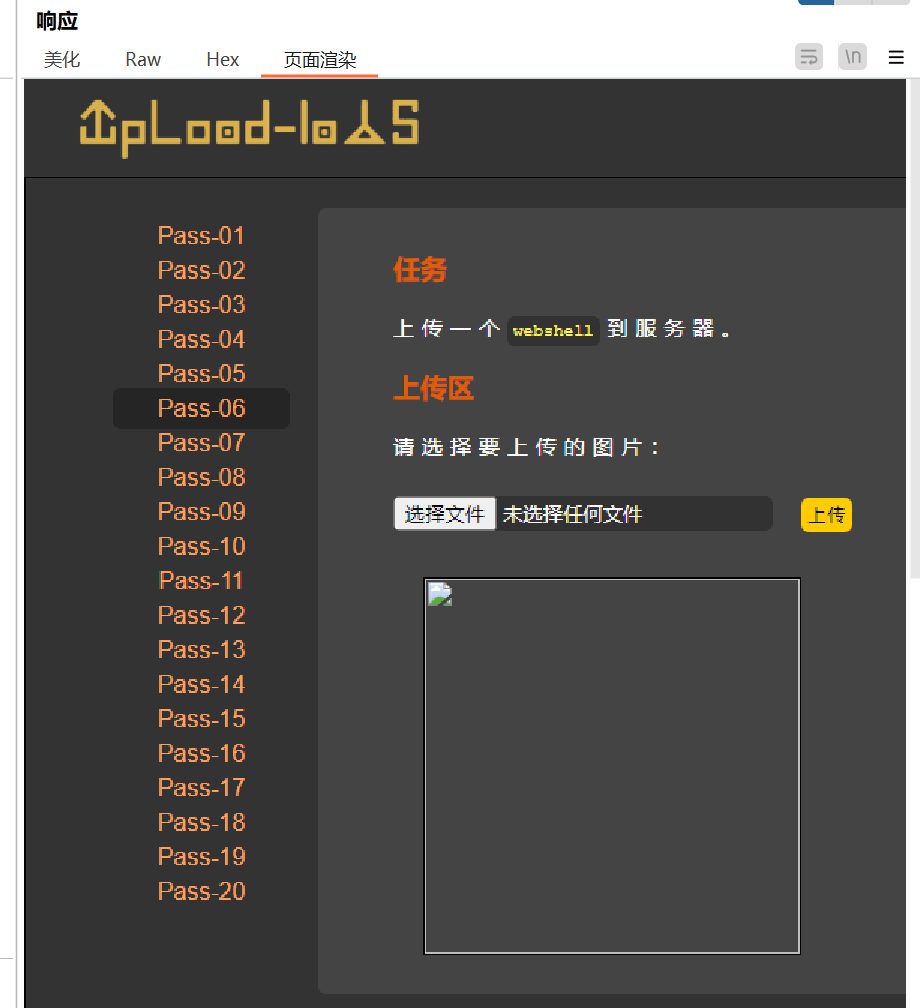 响应
美化 Raw Hex 页面渲染 \n
UpLoad-labs
Pass-01
Pass-02
Pass-03
Pass-04
Pass-05
Pass-06
Pass-07
Pass-08
Pass-09
Pass-10
Pass-11
Pass-12
Pass-13
Pass-14
Pass-15
Pass-16
Pass-17
Pass-18
Pass-19
Pass-20
任务
上传一个 webshell 到服务器。
上传区
请选择要上传的图片：
选择文件 未选择任何文件 上传